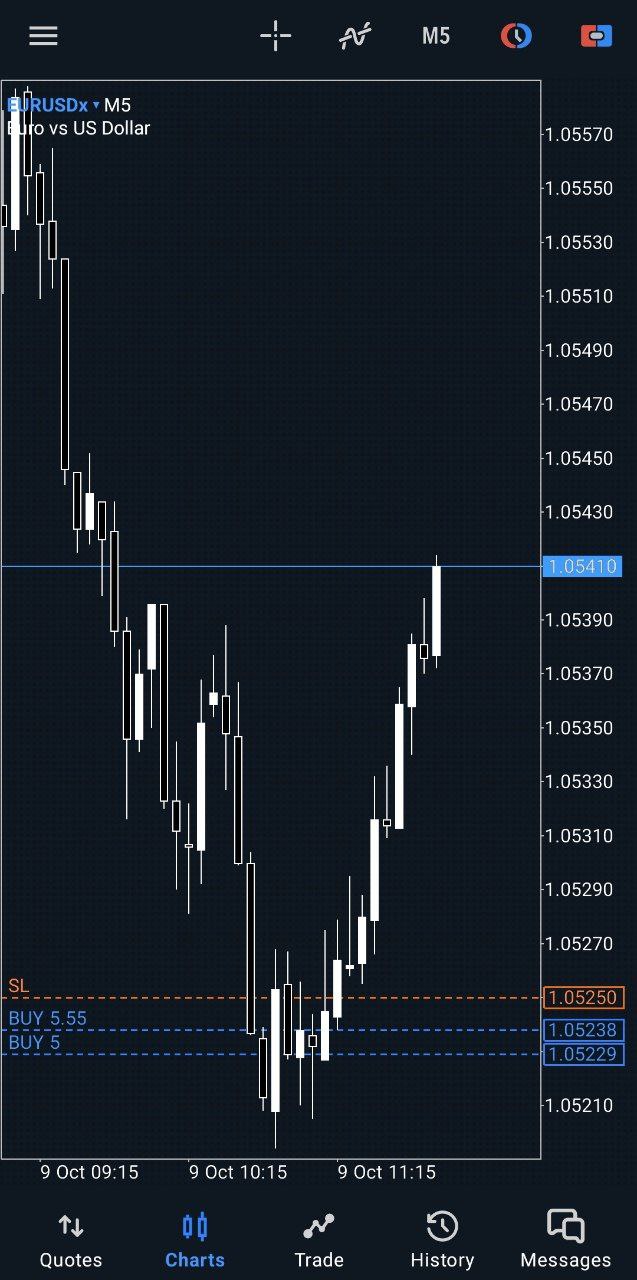 M5
EURUSDx ▾ M5
Euro vs US Dollar
1.05570
1.05550
1.05530
1.05510
1.05490
1.05470
1.05450
1.05430
1.05410
1.05390
1.05370
1.05350
1.05330
1.05310
1.05290
1.05270
SL 1.05250
BUY 5.55 1.05238
BUY 5 1.05229
1.05210
9 Oct 09:15 9 Oct 10:15 9 Oct 11:15
Quotes Charts Trade History Messages